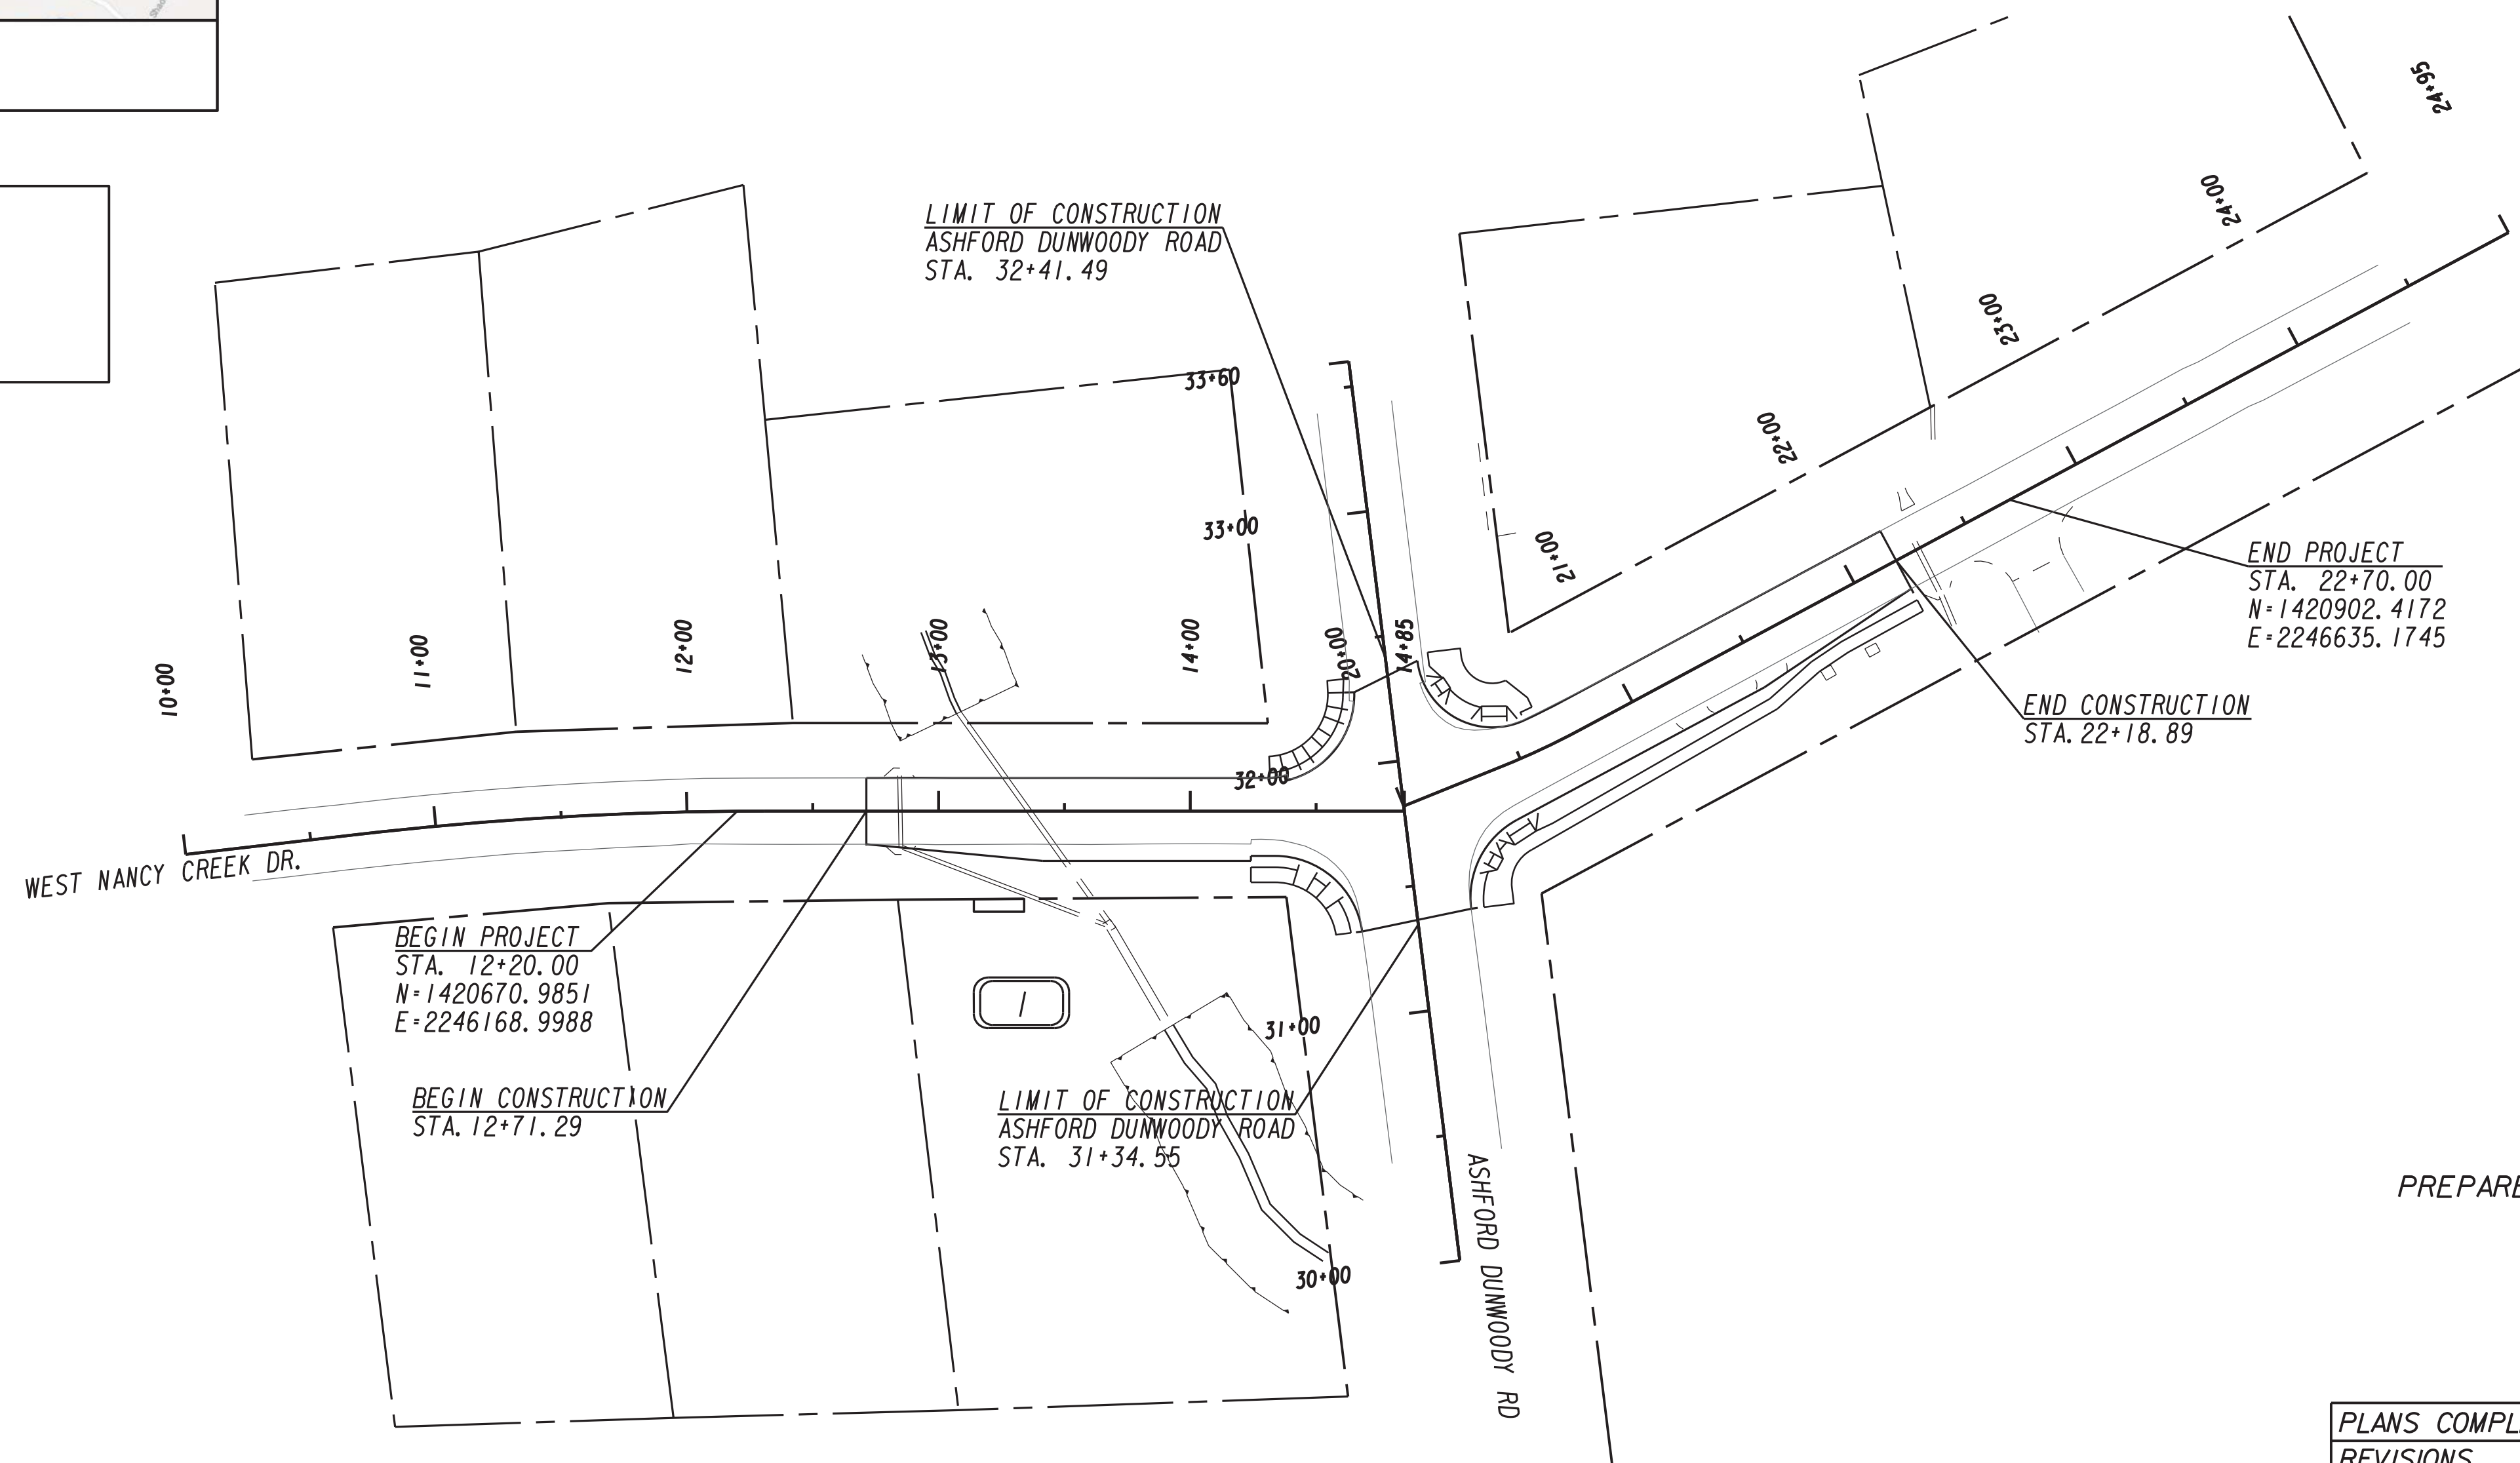 24+95
24+00
LIMIT OF CONSTRUCTION
ASHFORD DUNWOODY ROAD
STA. 32+41.49
23+00
33+60
22+00
33+00
21+00
END PROJECT
STA. 22+70.00
N=1420902.4172
E=2246635.1745
10+00
11+00
12+00
13+00
14+00
20+00
14+85
END CONSTRUCTION
STA.22+18.89
32+00
WEST NANCY CREEK DR.
BEGIN PROJECT
STA. 12+20.00
N=1420670.9851
E=2246168.9988
1
31+00
BEGIN CONSTRUCTION
STA.12+71.29
LIMIT OF CONSTRUCTION
ASHFORD DUNWOODY ROAD
STA. 31+34.55
ASHFORD DUNWOODY RD
30+00
PREPARE
PLANS COMPL
REVISIONS